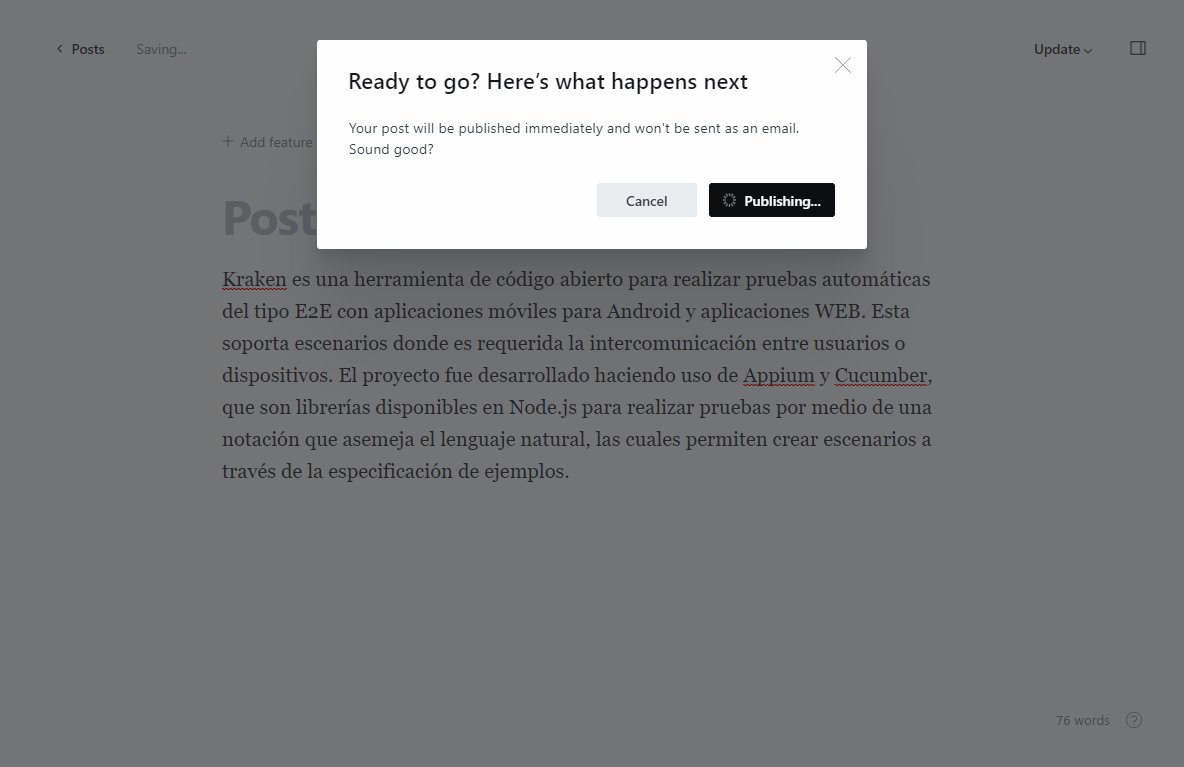 Posts
Saving...
Update
Ready to go? Here’s what happens next
Your post will be published immediately and won't be sent as an email.
Sound good?
Cancel
Publishing...
Add feature
Post
Kraken es una herramienta de código abierto para realizar pruebas automáticas
del tipo E2E con aplicaciones móviles para Android y aplicaciones WEB. Esta
soporta escenarios donde es requerida la intercomunicación entre usuarios o
dispositivos. El proyecto fue desarrollado haciendo uso de Appium y Cucumber,
que son librerías disponibles en Node.js para realizar pruebas por medio de una
notación que asemeja el lenguaje natural, las cuales permiten crear escenarios a
través de la especificación de ejemplos.
76 words